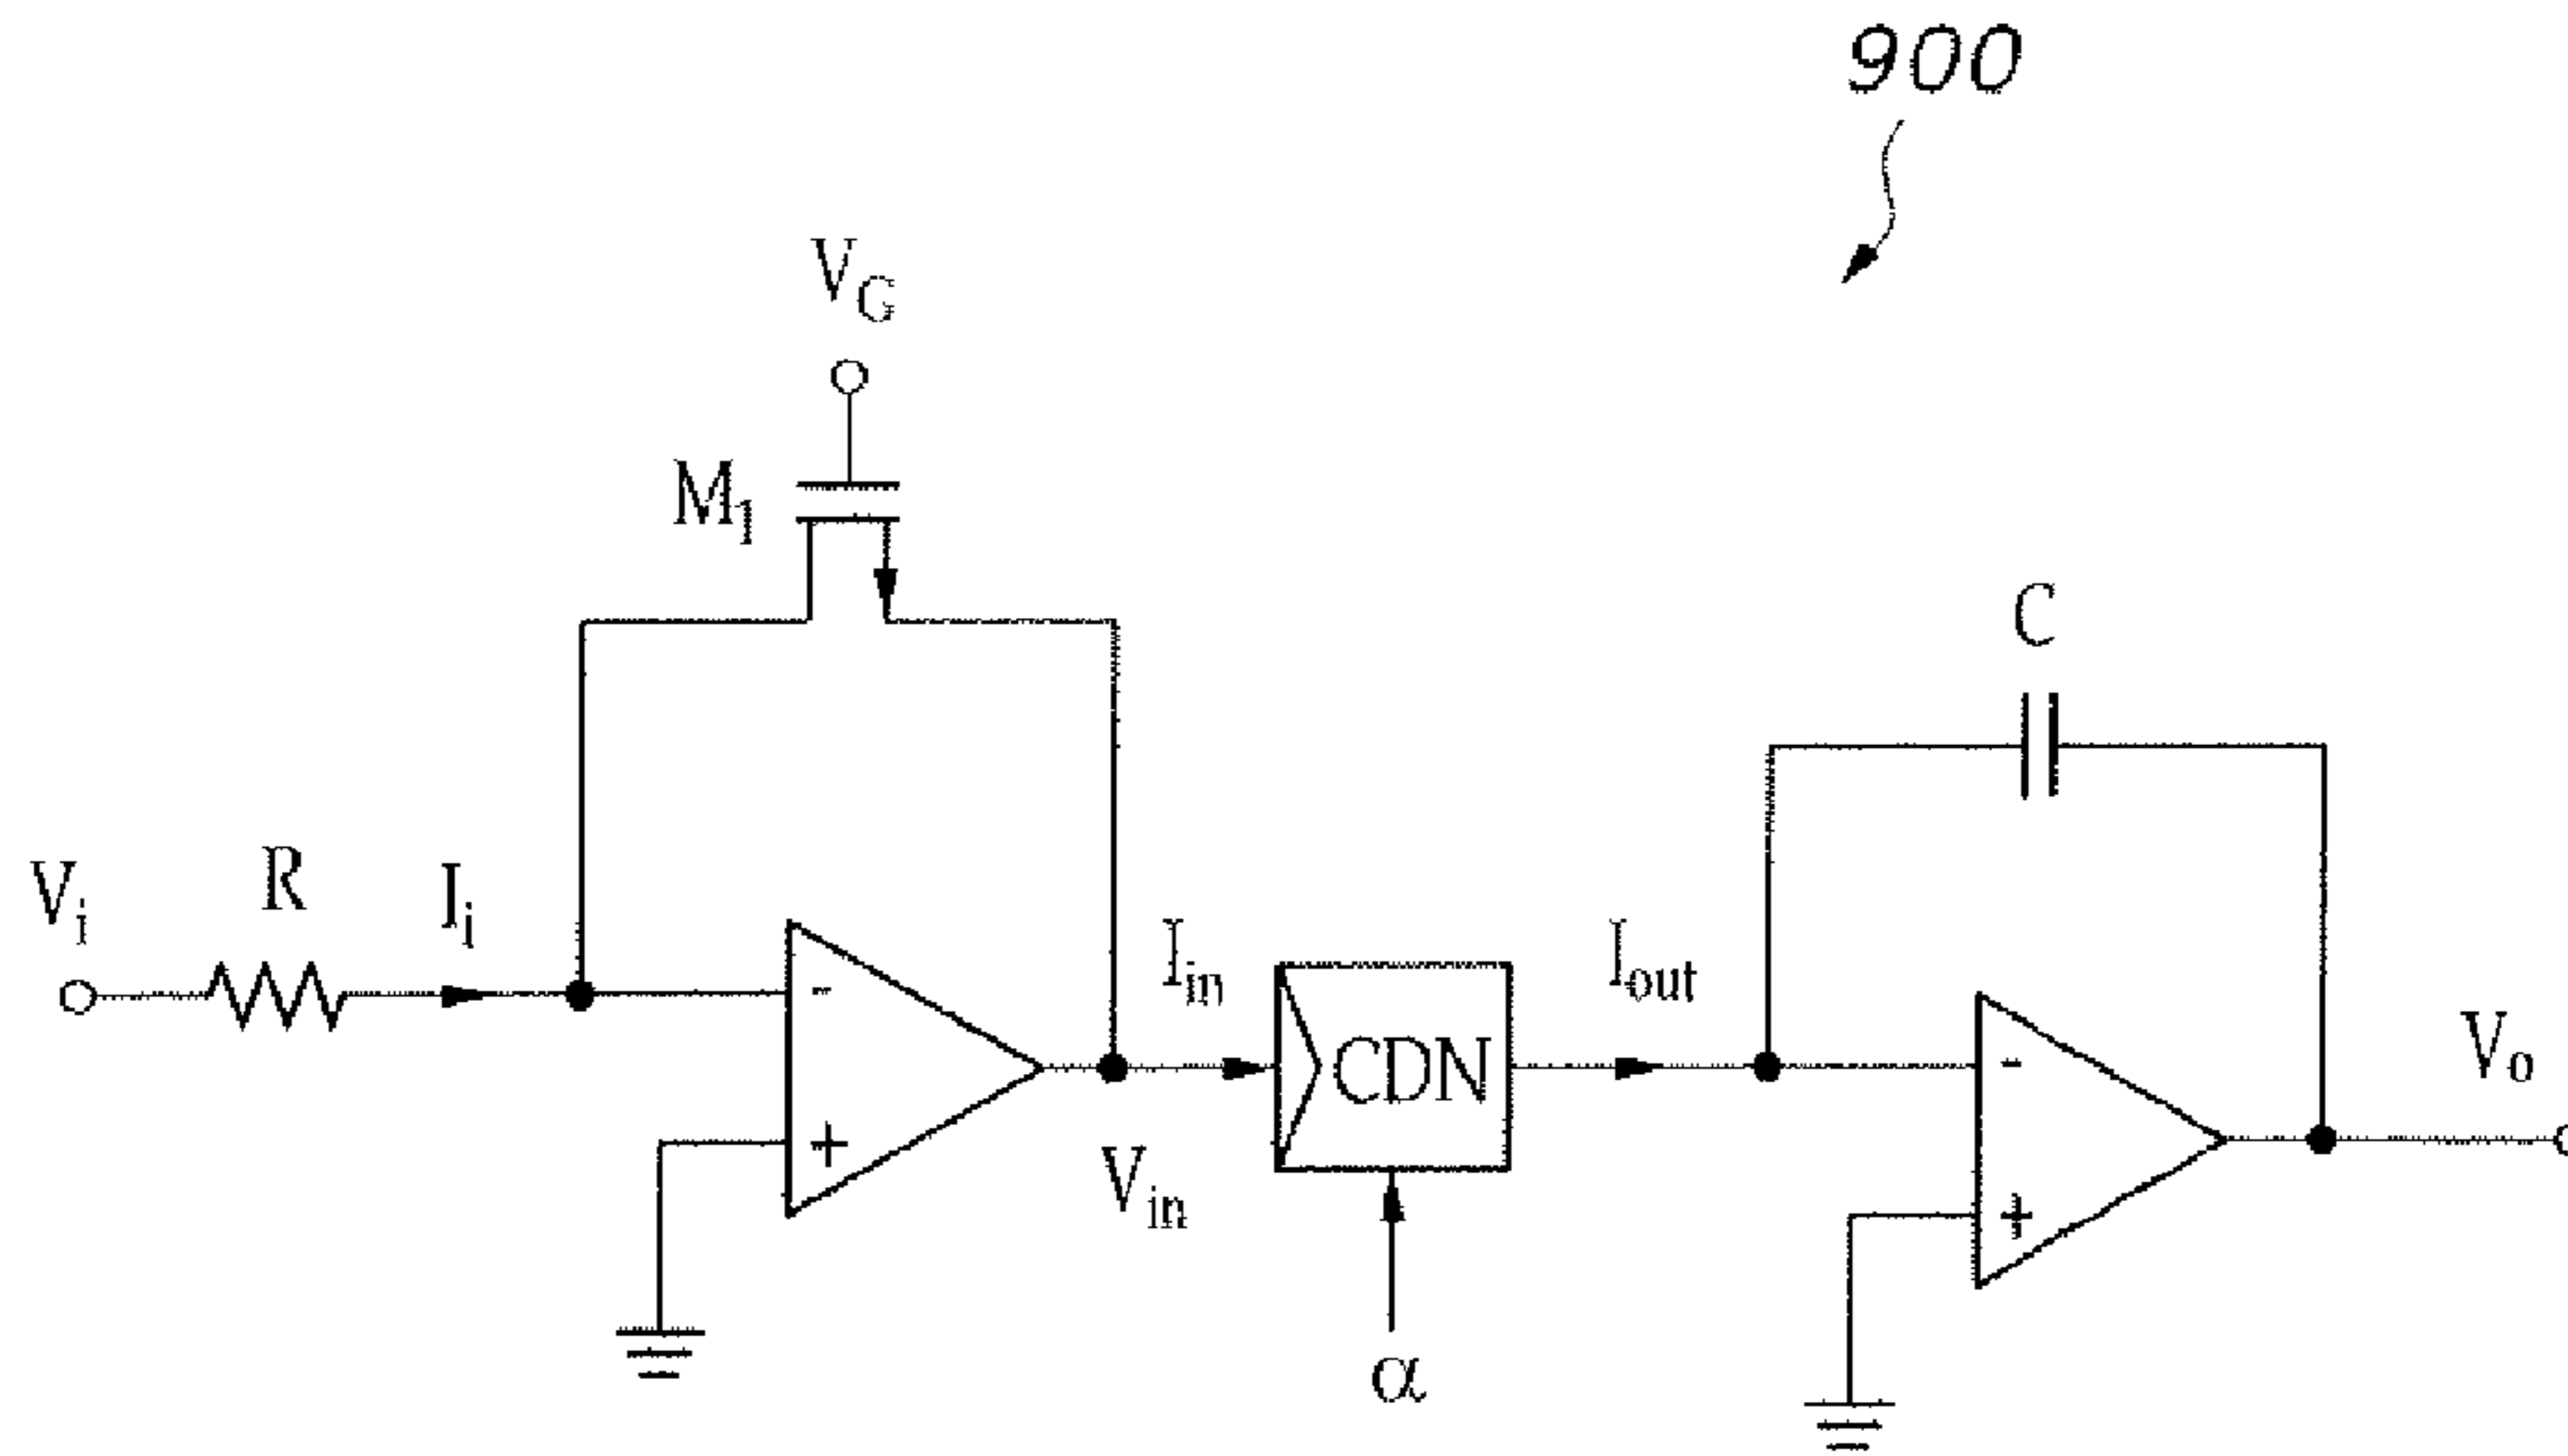 900
V_G
M_1
C
V_i
R
I_i
-
+
I_in
V_in
CDN
α
I_out
-
+
V_o